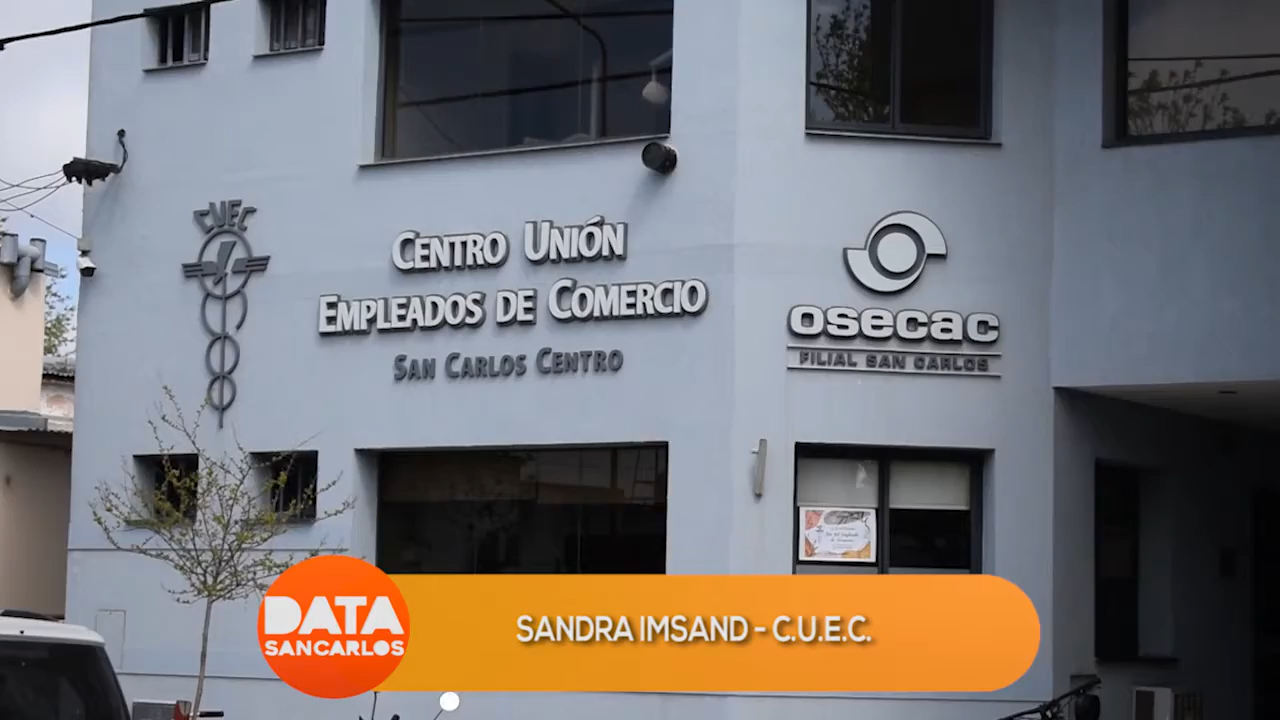 CUEC
CENTRO UNIÓN
EMPLEADOS DE COMERCIO
SAN CARLOS CENTRO
osecac
FILIAL SAN CARLOS
DATA
SANCARLOS
SANDRA IMSAND - C.U.E.C.